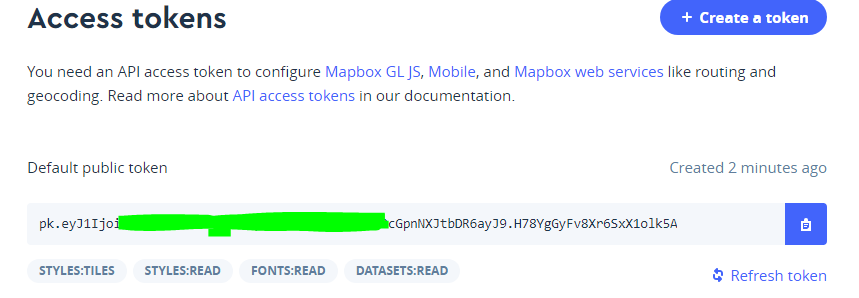 Access tokens
+ Create a token
You need an API access token to configure Mapbox GL JS, Mobile, and Mapbox web services like routing and
geocoding. Read more about API access tokens in our documentation.
Default public token
Created 2 minutes ago
pk.eyJ1Ijoi cGpnNXJtbDR6ayJ9.H78YgGyFv8Xr6SxX1olk5A
STYLES:TILES STYLES:READ FONTS:READ DATASETS:READ
Refresh token